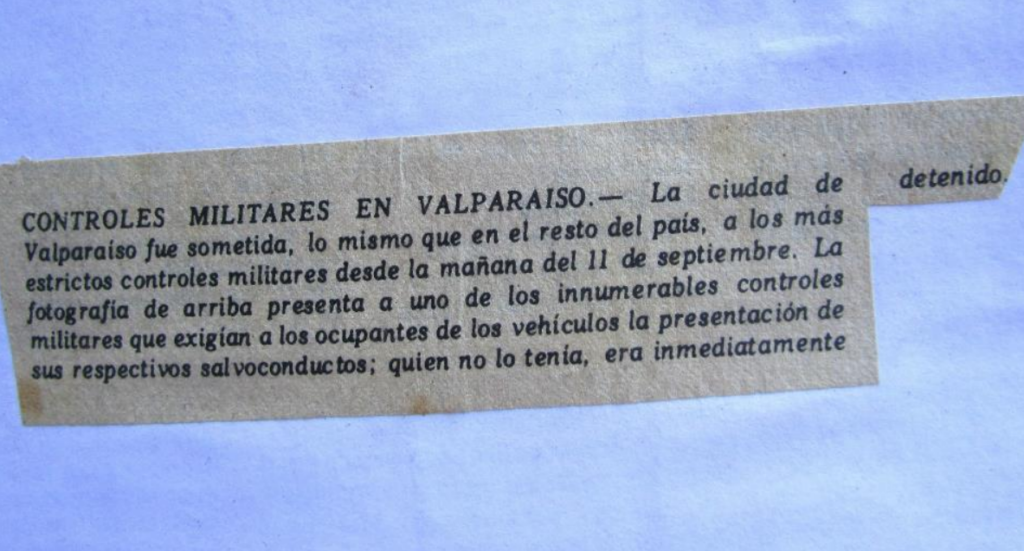 CONTROLES MILITARES EN VALPARAISO.— La ciudad de
Valparaíso fue sometida, lo mismo que en el resto del país, a los más
estrictos controles militares desde la mañana del 11 de septiembre. La
fotografía de arriba presenta a uno de los innumerables controles
militares que exigían a los ocupantes de los vehículos la presentación de
sus respectivos salvoconductos; quien no lo tenía, era inmediatamente
detenido.